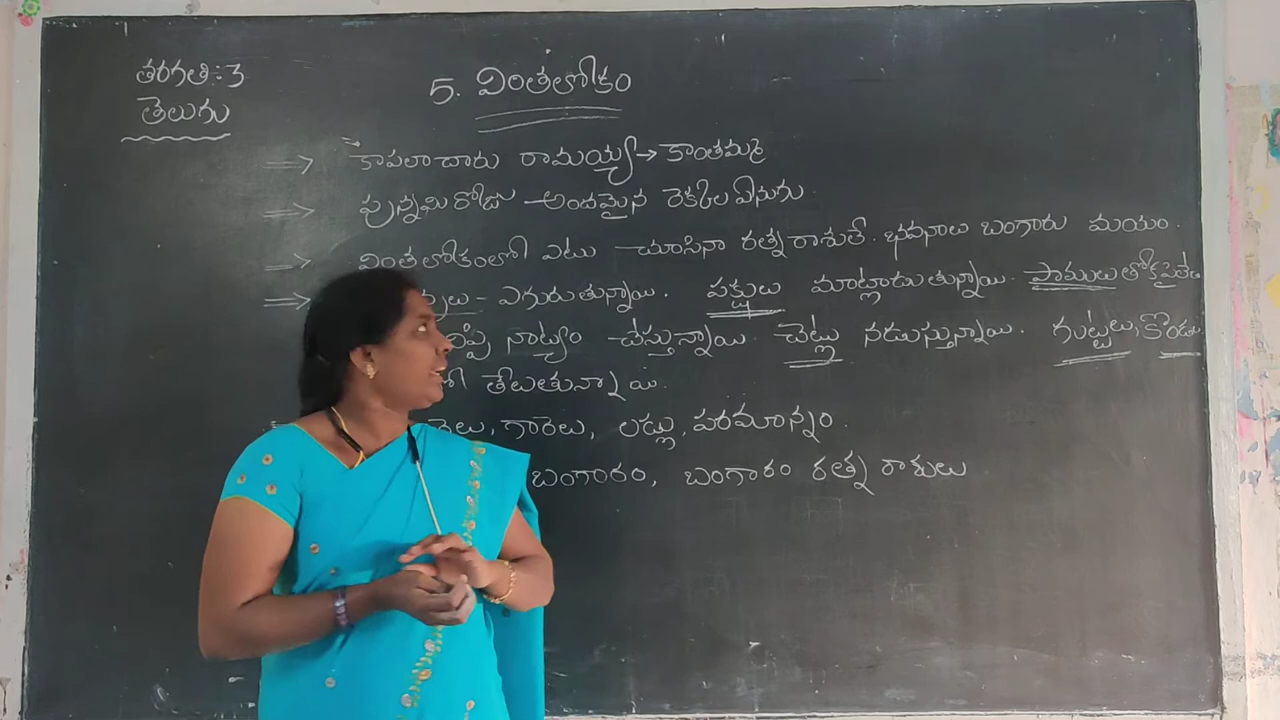 తరగతి:-3
తెలుగు
5. వింతలోకం
⇒ కాపలాదారు రామయ్య → కాంతమ్మ
⇒ పున్నమి రోజు - అందమైన రెక్కల ఏనుగు.
⇒ వింతలోకంలో ఎటు చూసినా రత్న రాశులే. భవనాలు బంగారు మయం.
⇒ ఎగురుతున్నాయి. పక్షులు మాట్లాడుతున్నాయి. పాములు తోకపై
నాట్యం చేస్తున్నాయి. చెట్లు నడుస్తున్నాయి. గుట్టలు, కొండలు
తేలుతున్నాయి.
గారెలు, లడ్లు, పరమాన్నం.
బంగారం, బంగారం రత్న రాశులు